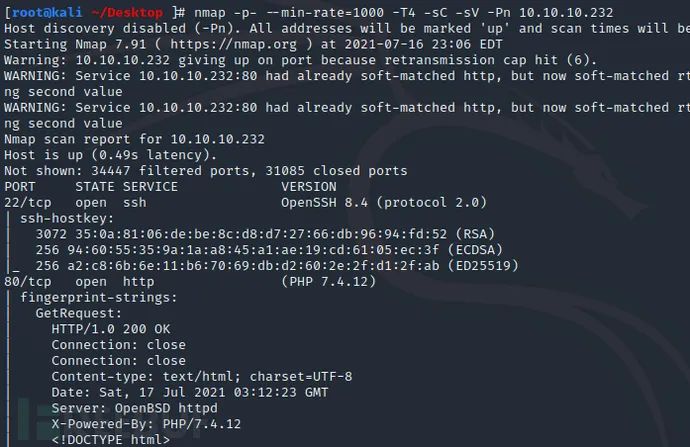 [root@kali ~/Desktop ]# nmap -p- --min-rate=1000 -T4 -sC -sV -Pn 10.10.10.232
Host discovery disabled (-Pn). All addresses will be marked 'up' and scan times will be
Starting Nmap 7.91 ( https://nmap.org ) at 2021-07-16 23:06 EDT
Warning: 10.10.10.232 giving up on port because retransmission cap hit (6).
WARNING: Service 10.10.10.232:80 had already soft-matched http, but now soft-matched rt
ng second value
WARNING: Service 10.10.10.232:80 had already soft-matched http, but now soft-matched rt
ng second value
Nmap scan report for 10.10.10.232
Host is up (0.49s latency).
Not shown: 34447 filtered ports, 31085 closed ports
PORT     STATE SERVICE        VERSION
22/tcp   open  ssh            OpenSSH 8.4 (protocol 2.0)
| ssh-hostkey:
|   3072 35:0a:81:06:de:be:8c:d8:d7:27:66:db:96:94:fd:52 (RSA)
|   256 94:60:55:35:9a:1a:a8:45:a1:ae:19:cd:61:05:ec:3f (ECDSA)
|_  256 a2:c8:6b:6e:11:b6:70:69:db:d2:60:2e:2f:d1:2f:ab (ED25519)
80/tcp   open  http           (PHP 7.4.12)
| fingerprint-strings:
|   GetRequest:
|     HTTP/1.0 200 OK
|     Connection: close
|     Connection: close
|     Content-type: text/html; charset=UTF-8
|     Date: Sat, 17 Jul 2021 03:12:23 GMT
|     Server: OpenBSD httpd
|     X-Powered-By: PHP/7.4.12
|     <!DOCTYPE html>